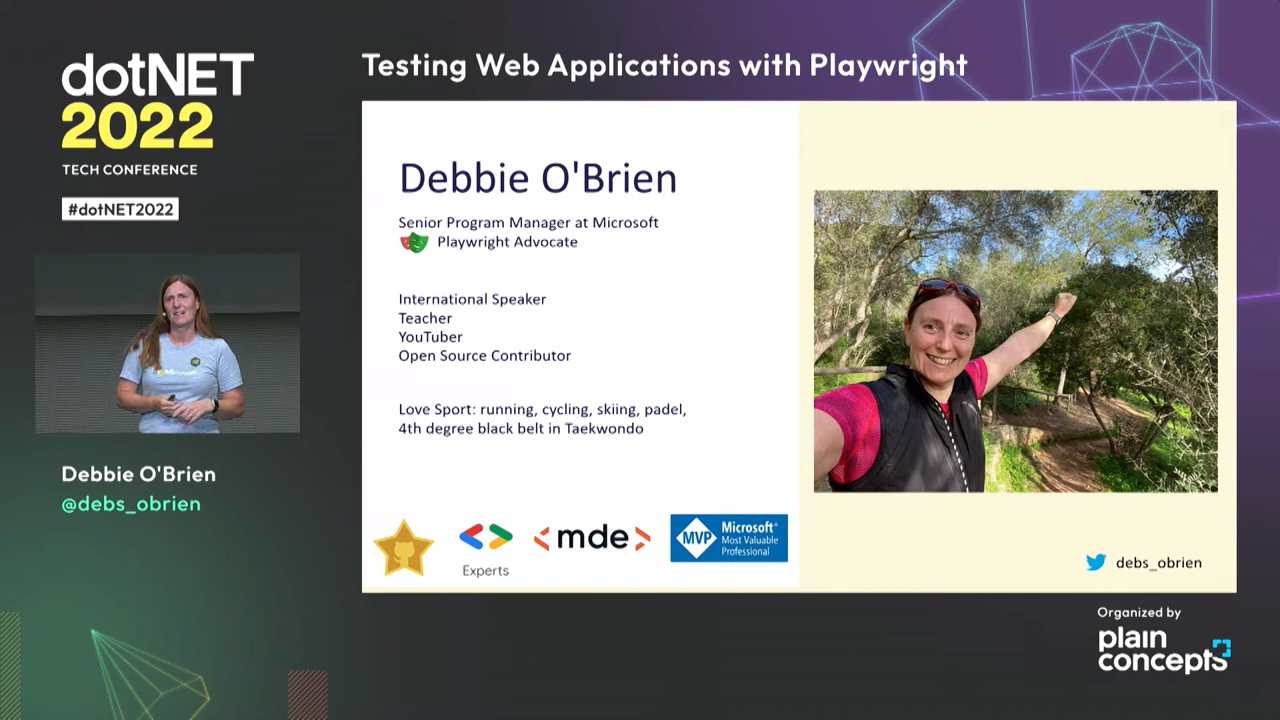 dotNET
2022
TECH CONFERENCE
#dotNET2022
Debbie O'Brien
@debs_obrien
Testing Web Applications with Playwright
Debbie O'Brien
Senior Program Manager at Microsoft
Playwright Advocate
International Speaker
Teacher
YouTuber
Open Source Contributor
Love Sport: running, cycling, skiing, padel,
4th degree black belt in Taekwondo
Experts
<mde>
MVP
Microsoft®
Most Valuable
Professional
debs_obrien
Organized by
plain
concepts
Microsoft